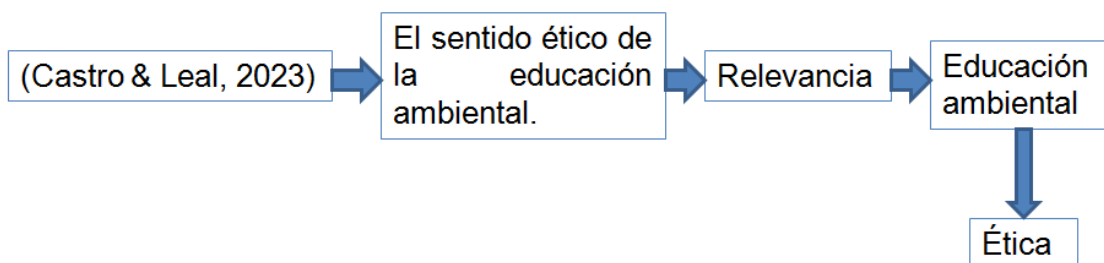 (Castro & Leal, 2023)
El sentido ético de
la educación
ambiental.
Relevancia
Educación
ambiental
Ética